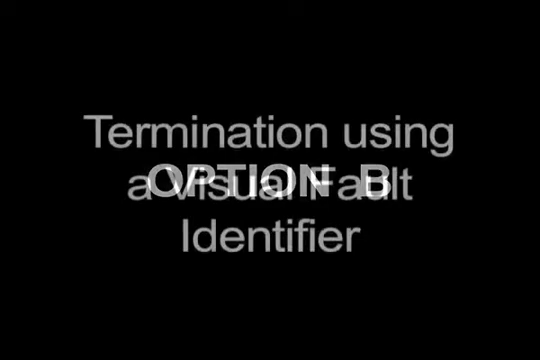 Termination using
a Visual Fault
OPTION B
Identifier